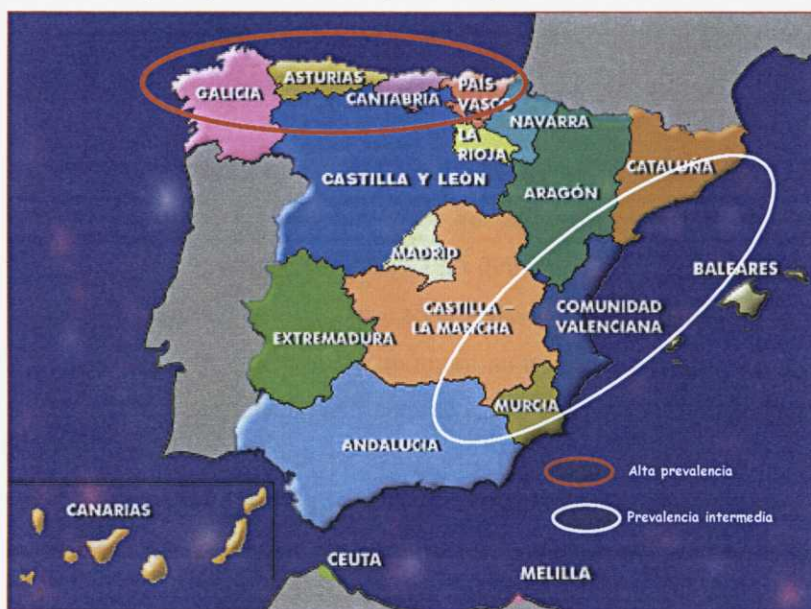 GALICIA
ASTURIAS
CANTABRIA
PAÍS
VASCO
NAVARRA
LA
RIOJA
CATALUÑA
CASTILLA Y LEÓN
ARAGÓN
MADRID
BALEARES
CASTILLA –
LA MANCHA
COMUNIDAD
VALENCIANA
EXTREMADURA
MURCIA
ANDALUCIA
Alta prevalencia
Prevalencia intermedia
CANARIAS
CEUTA
MELILLA